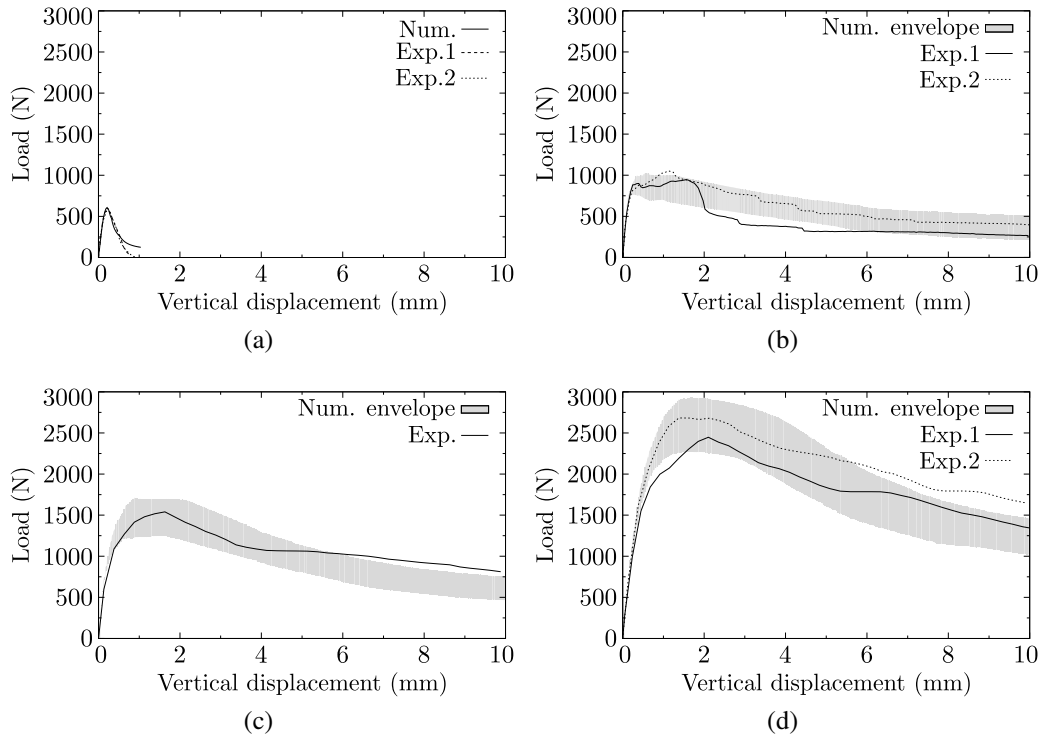 3000
2500
2000
1500
1000
500
0
Load (N)
Num.
Exp.1
Exp.2
0 2 4 6 8 10
Vertical displacement (mm)
(a)
3000
2500
2000
1500
1000
500
0
Load (N)
Num. envelope
Exp.1
Exp.2
0 2 4 6 8 10
Vertical displacement (mm)
(b)
3000
2500
2000
1500
1000
500
0
Load (N)
Num. envelope
Exp.
0 2 4 6 8 10
Vertical displacement (mm)
(c)
3000
2500
2000
1500
1000
500
0
Load (N)
Num. envelope
Exp.1
Exp.2
0 2 4 6 8 10
Vertical displacement (mm)
(d)